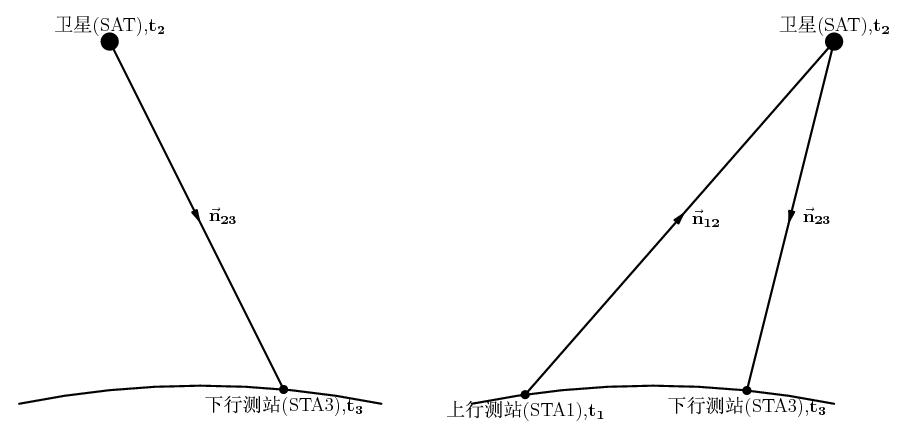 卫星(SAT),t₂
n⃗₂₃
下行测站(STA3),t₃
卫星(SAT),t₂
n⃗₁₂
n⃗₂₃
上行测站(STA1),t₁
下行测站(STA3),t₃